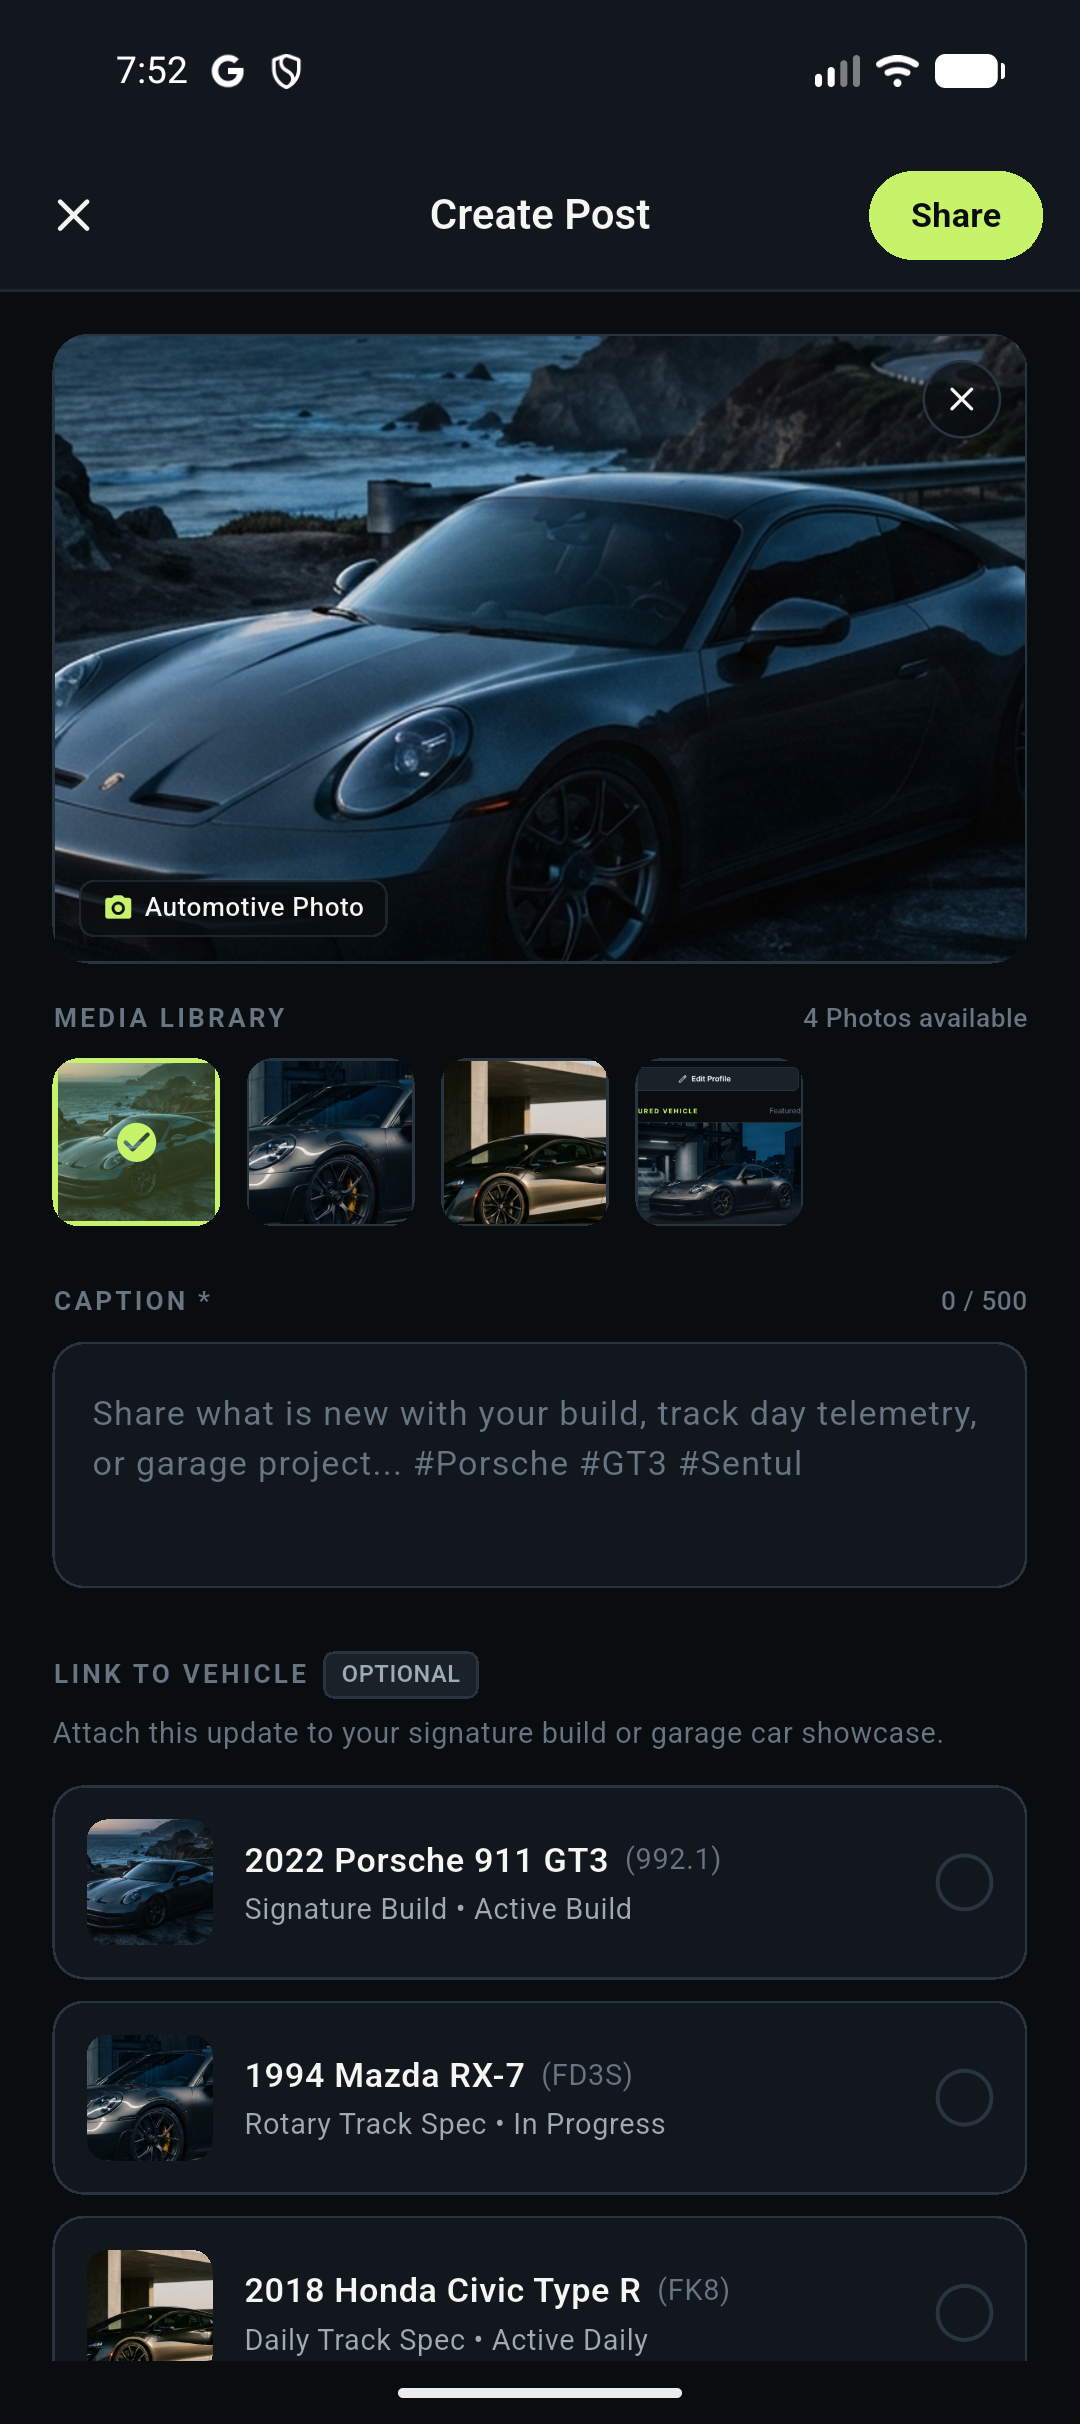 7:52
Create Post
Share
Automotive Photo
MEDIA LIBRARY
4 Photos available
Edit Profile
URED VEHICLE
Featured
CAPTION *
0 / 500
Share what is new with your build, track day telemetry,
or garage project... #Porsche #GT3 #Sentul
LINK TO VEHICLE
OPTIONAL
Attach this update to your signature build or garage car showcase.
2022 Porsche 911 GT3 (992.1)
Signature Build • Active Build
1994 Mazda RX-7 (FD3S)
Rotary Track Spec • In Progress
2018 Honda Civic Type R (FK8)
Daily Track Spec • Active Daily